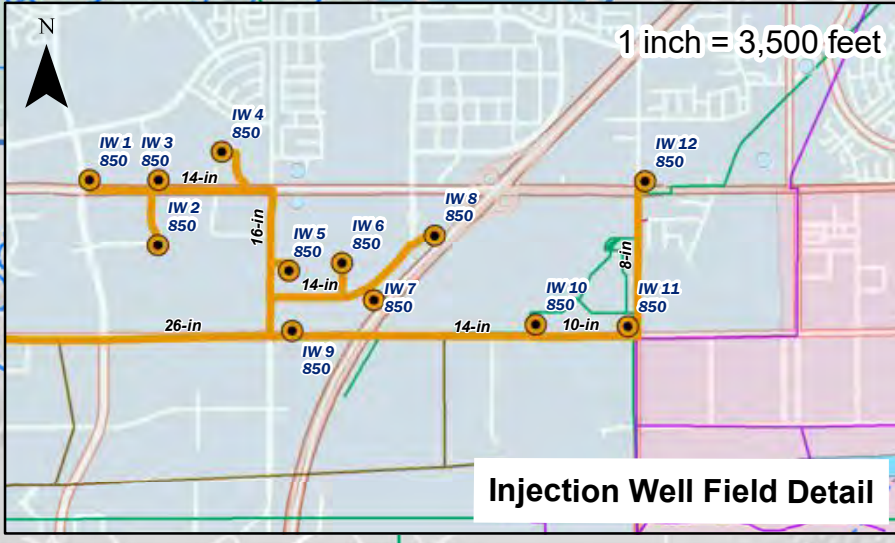 N
1 inch = 3,500 feet
IW 4
850
IW 1
850
IW 3
850
14-in
IW 12
850
IW 2
850
IW 8
850
16-in
IW 5
850
IW 6
850
8-in
14-in
IW 7
850
IW 10
850
IW 11
850
26-in
14-in
10-in
IW 9
850
Injection Well Field Detail